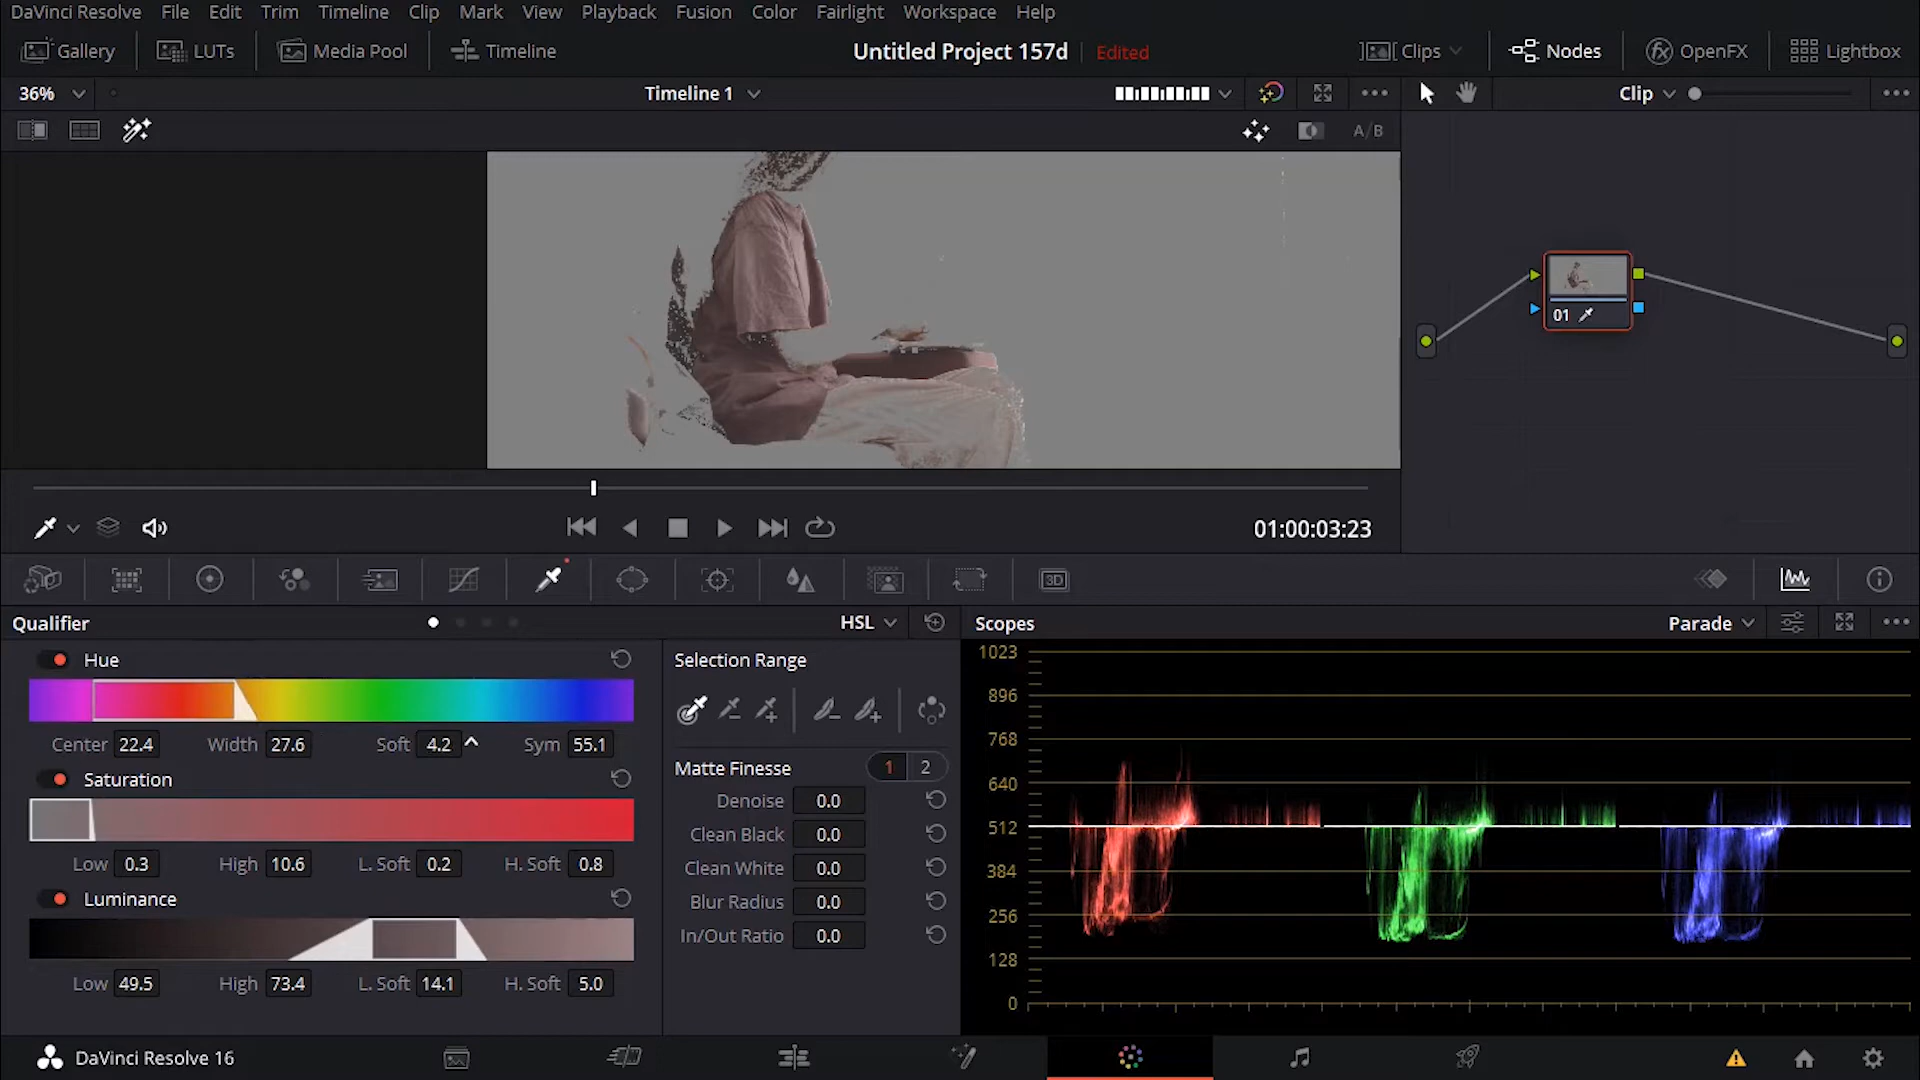 DaVinci Resolve File Edit Trim Timeline Clip Mark View Playback Fusion Color Fairlight Workspace Help
Gallery LUTs Media Pool Timeline Untitled Project 157d Edited Clips Nodes fx OpenFX Lightbox
36% Timeline 1 Clip
A/B
01
01:00:03:23
3D
Qualifier HSL Scopes Parade
Hue Selection Range 1023
896
Center 22.4 Width 27.6 Soft 4.2 Sym 55.1 768
Saturation Matte Finesse 1 2 640
Denoise 0.0
Clean Black 0.0 512
Low 0.3 High 10.6 L. Soft 0.2 H. Soft 0.8 Clean White 0.0 384
Luminance Blur Radius 0.0 256
In/Out Ratio 0.0 128
Low 49.5 High 73.4 L. Soft 14.1 H. Soft 5.0 0
DaVinci Resolve 16